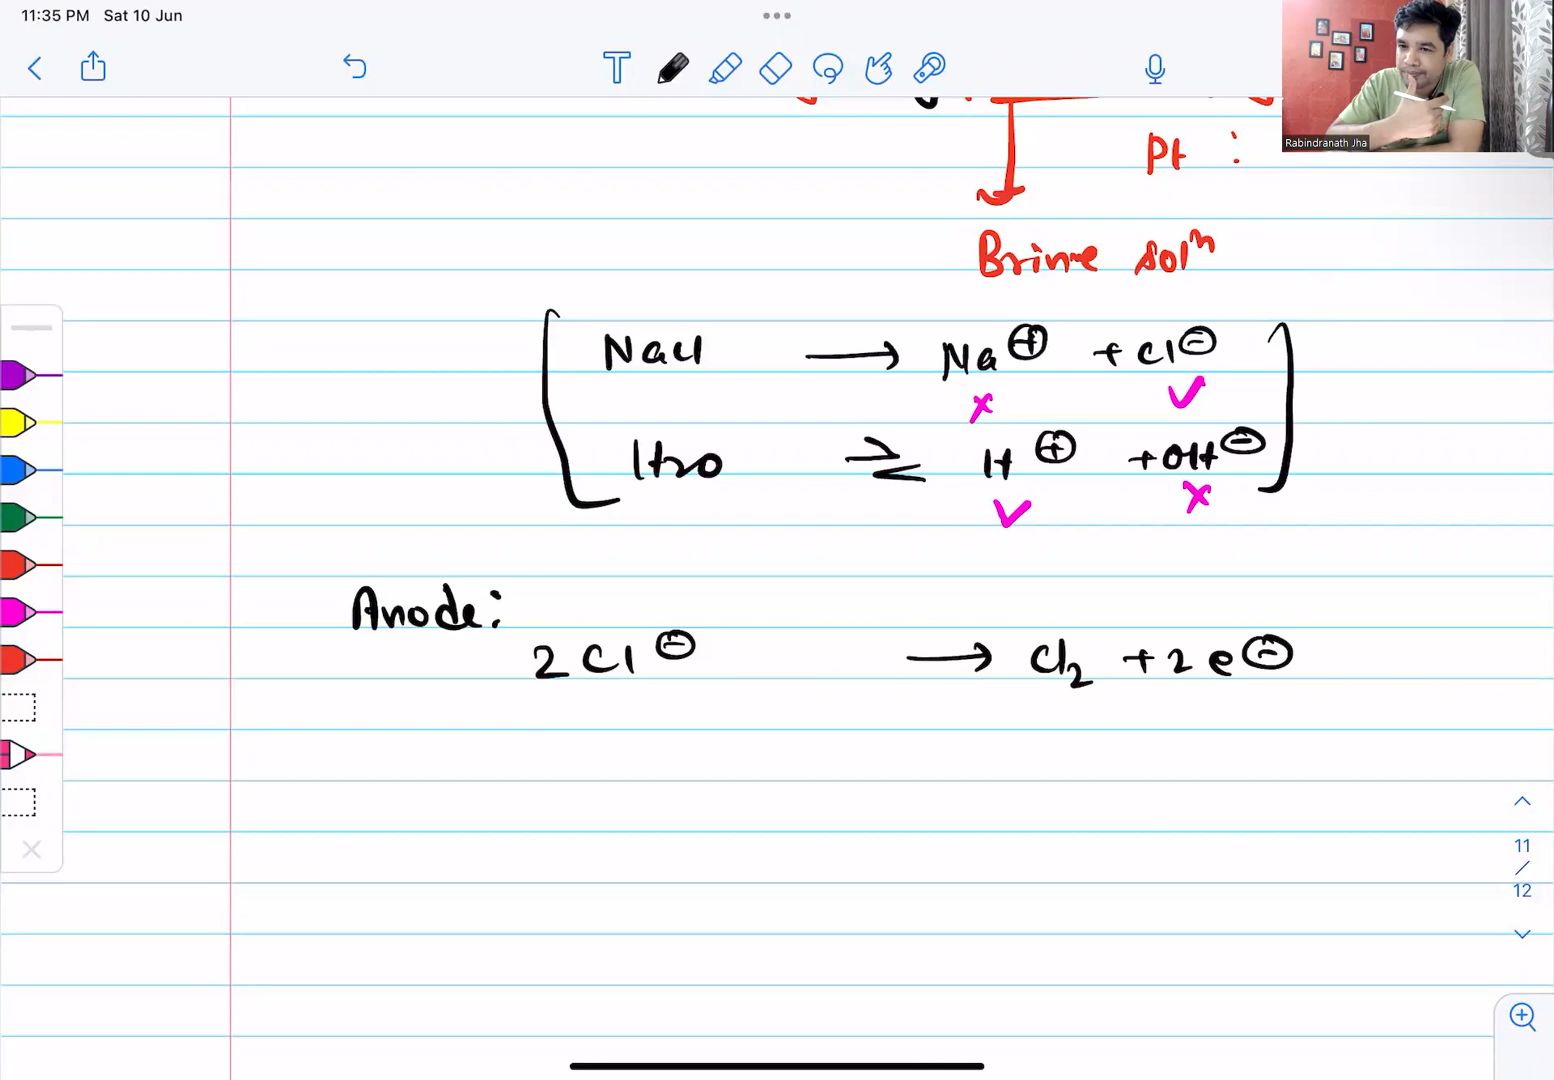 11:35 PM Sat 10 Jun
T
Rabindranath Jha
Pt :
Brine solⁿ
NaCl ⟶ Na⊕ + Cl⊖
✗ ✓
H2O ⇌ H⊕ + OH⊖
✓ ✗
Anode:
2Cl⊖ ⟶ Cl₂ + 2e⊖
11
/
12